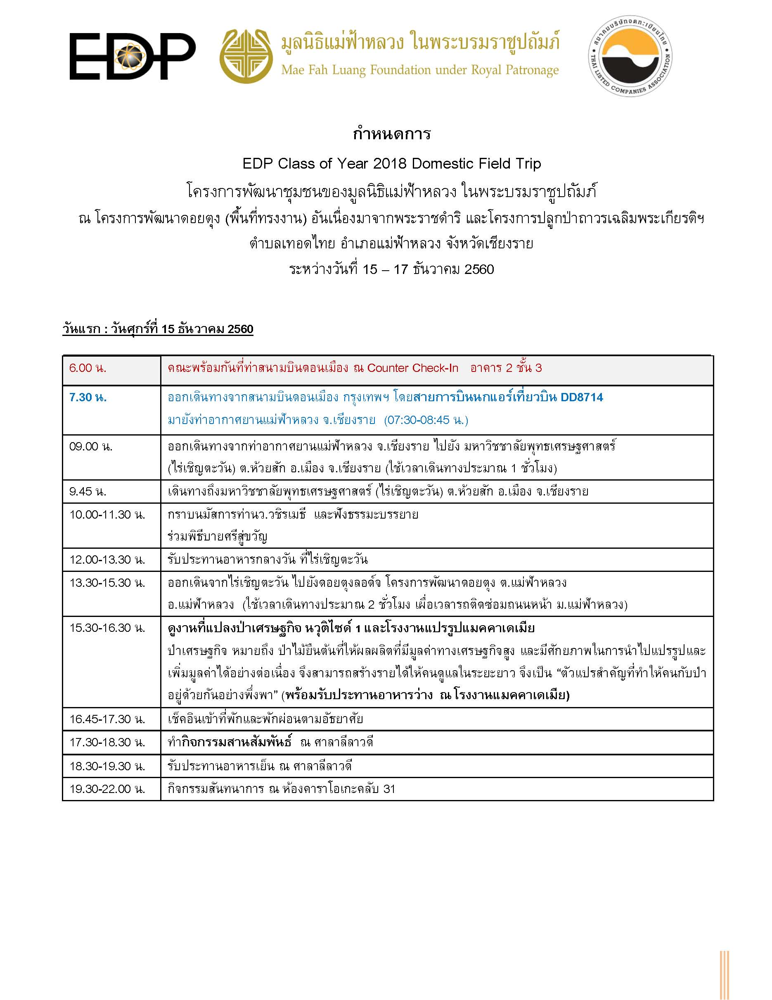 EDP
มูลนิธิแม่ฟ้าหลวง ในพระบรมราชูปถัมภ์
Mae Fah Luang Foundation under Royal Patronage
สมาคมบริษัทจดทะเบียนไทย
THAI LISTED COMPANIES ASSOCIATION
กำหนดการ
EDP Class of Year 2018 Domestic Field Trip
โครงการพัฒนาชุมชนของมูลนิธิแม่ฟ้าหลวง ในพระบรมราชูปถัมภ์
ณ โครงการพัฒนาดอยตุง (พื้นที่ทรงงาน) อันเนื่องมาจากพระราชดำริ และโครงการปลูกป่าถาวรเฉลิมพระเกียรติฯ
ตำบลเทอดไทย อำเภอแม่ฟ้าหลวง จังหวัดเชียงราย
ระหว่างวันที่ 15 – 17 ธันวาคม 2560
วันแรก : วันศุกร์ที่ 15 ธันวาคม 2560
6.00 น. คณะพร้อมกันที่ท่าสนามบินดอนเมือง ณ Counter Check-In อาคาร 2 ชั้น 3
7.30 น. ออกเดินทางจากสนามบินดอนเมือง กรุงเทพฯ โดยสายการบินนกแอร์เที่ยวบิน DD8714
มายังท่าอากาศยานแม่ฟ้าหลวง จ.เชียงราย (07:30-08:45 น.)
09.00 น. ออกเดินทางจากท่าอากาศยานแม่ฟ้าหลวง จ.เชียงราย ไปยัง มหาวิชชาลัยพุทธเศรษฐศาสตร์
(ไร่เชิญตะวัน) ต.ห้วยสัก อ.เมือง จ.เชียงราย (ใช้เวลาเดินทางประมาณ 1 ชั่วโมง)
9.45 น. เดินทางถึงมหาวิชชาลัยพุทธเศรษฐศาสตร์ (ไร่เชิญตะวัน) ต.ห้วยสัก อ.เมือง จ.เชียงราย
10.00-11.30 น. กราบนมัสการท่านว.วชิรเมธี และฟังธรรมะบรรยาย
ร่วมพิธีบายศรีสู่ขวัญ
12.00-13.30 น. รับประทานอาหารกลางวัน ที่ไร่เชิญตะวัน
13.30-15.30 น. ออกเดินจากไร่เชิญตะวัน ไปยังดอยตุงลอด์จ โครงการพัฒนาดอยตุง ต.แม่ฟ้าหลวง
อ.แม่ฟ้าหลวง (ใช้เวลาเดินทางประมาณ 2 ชั่วโมง เผื่อเวลารถติดซ่อมถนนหน้า ม.แม่ฟ้าหลวง)
15.30-16.30 น. ดูงานที่แปลงป่าเศรษฐกิจ นวุติไซด์ 1 และโรงงานแปรรูปแมคคาเดเมีย
ป่าเศรษฐกิจ หมายถึง ป่าไม้ยืนต้นที่ให้ผลผลิตที่มีมูลค่าทางเศรษฐกิจสูง และมีศักยภาพในการนำไปแปรรูปและ
เพิ่มมูลค่าได้อย่างต่อเนื่อง จึงสามารถสร้างรายได้ให้คนดูแลในระยะยาว จึงเป็น “ตัวแปรสำคัญที่ทำให้คนกับป่า
อยู่ด้วยกันอย่างพึ่งพา” (พร้อมรับประทานอาหารว่าง ณ โรงงานแมคคาเดเมีย)
16.45-17.30 น. เช็คอินเข้าที่พักและพักผ่อนตามอัธยาศัย
17.30-18.30 น. ทำกิจกรรมสานสัมพันธ์ ณ ศาลาลีลาวดี
18.30-19.30 น. รับประทานอาหารเย็น ณ ศาลาลีลาวดี
19.30-22.00 น. กิจกรรมสันทนาการ ณ ห้องคาราโอเกะคลับ 31